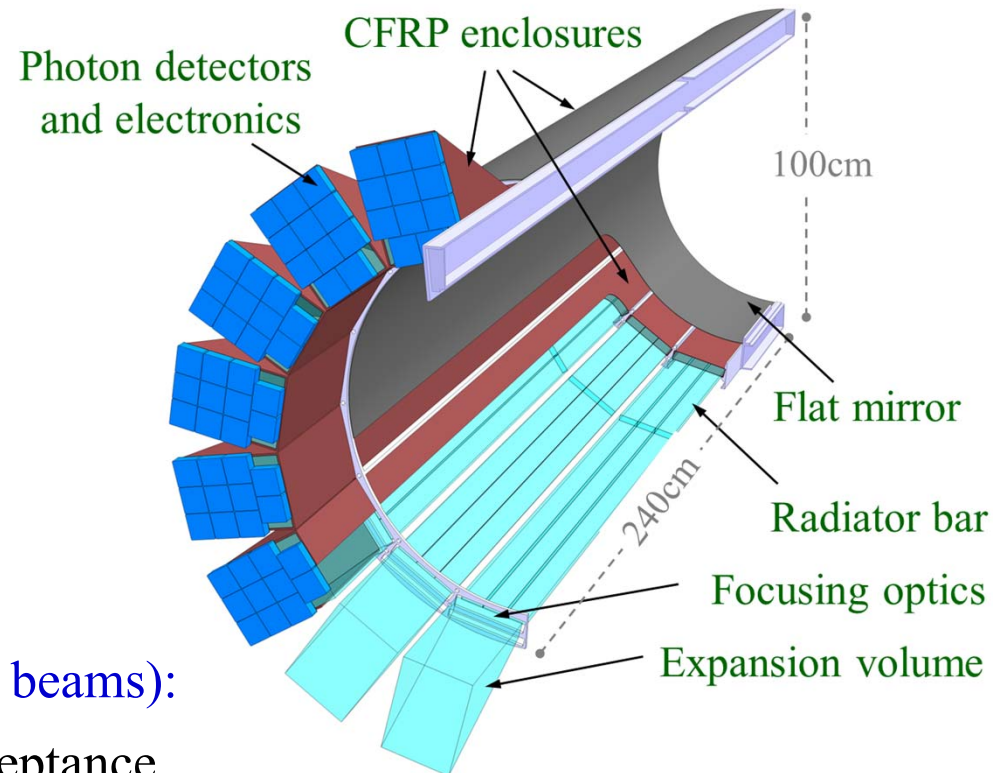 CFRP enclosures
Photon detectors
and electronics
100cm
Flat mirror
240cm
Radiator bar
Focusing optics
Expansion volume
beams):